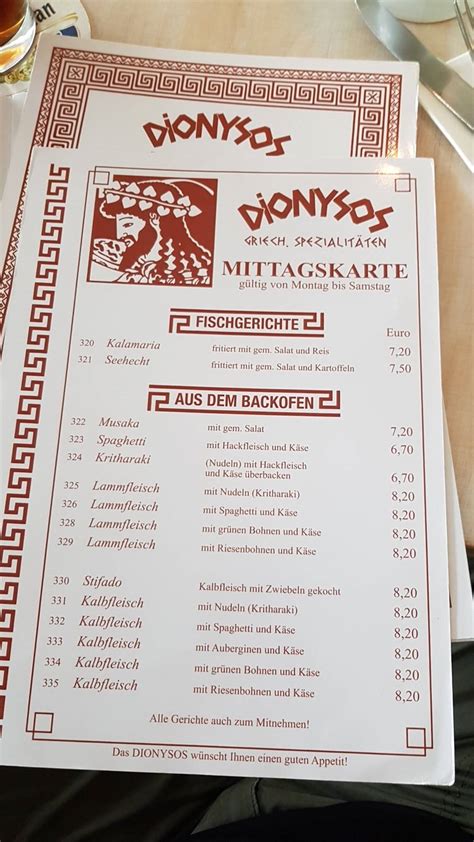 an
DiONYSOS
DiONYSOS
GRIECH. SPEZIALITÄTEN
MITTAGSKARTE
gültig von Montag bis Samstag
FISCHGERICHTE
Euro
320 Kalamaria fritiert mit gem. Salat und Reis 7,20
321 Seehecht frittiert mit gem. Salat und Kartoffeln 7,50
AUS DEM BACKOFEN
322 Musaka mit gem. Salat 7,20
323 Spaghetti mit Hackfleisch und Käse 6,70
324 Kritharaki (Nudeln) mit Hackfleisch
und Käse überbacken 6,70
325 Lammfleisch mit Nudeln (Kritharaki) 8,20
326 Lammfleisch mit Spaghetti und Käse 8,20
328 Lammfleisch mit grünen Bohnen und Käse 8,20
329 Lammfleisch mit Riesenbohnen und Käse 8,20
330 Stifado Kalbfleisch mit Zwiebeln gekocht 8,20
331 Kalbfleisch mit Nudeln (Kritharaki) 8,20
332 Kalbfleisch mit Spaghetti und Käse 8,20
333 Kalbfleisch mit Auberginen und Käse 8,20
334 Kalbfleisch mit grünen Bohnen und Käse 8,20
335 Kalbfleisch mit Riesenbohnen und Käse 8,20
Alle Gerichte auch zum Mitnehmen!
Das DIONYSOS wünscht Ihnen einen guten Appetit!